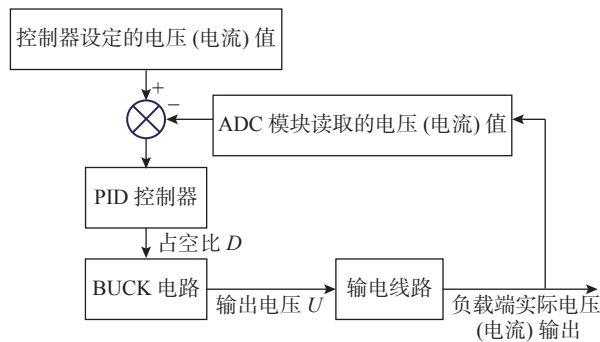 控制器设定的电压 (电流) 值
+
−
ADC 模块读取的电压 (电流) 值
PID 控制器
占空比 D
BUCK 电路
输出电压 U
输电线路
负载端实际电压
(电流) 输出